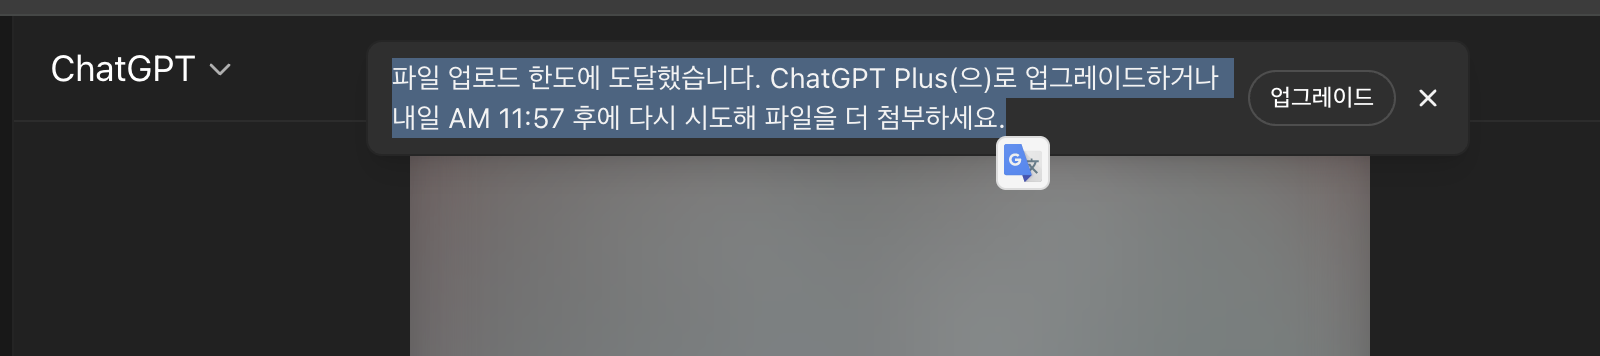 ChatGPT
파일 업로드 한도에 도달했습니다. ChatGPT Plus(으)로 업그레이드하거나
내일 AM 11:57 후에 다시 시도해 파일을 더 첨부하세요.
업그레이드
G 文